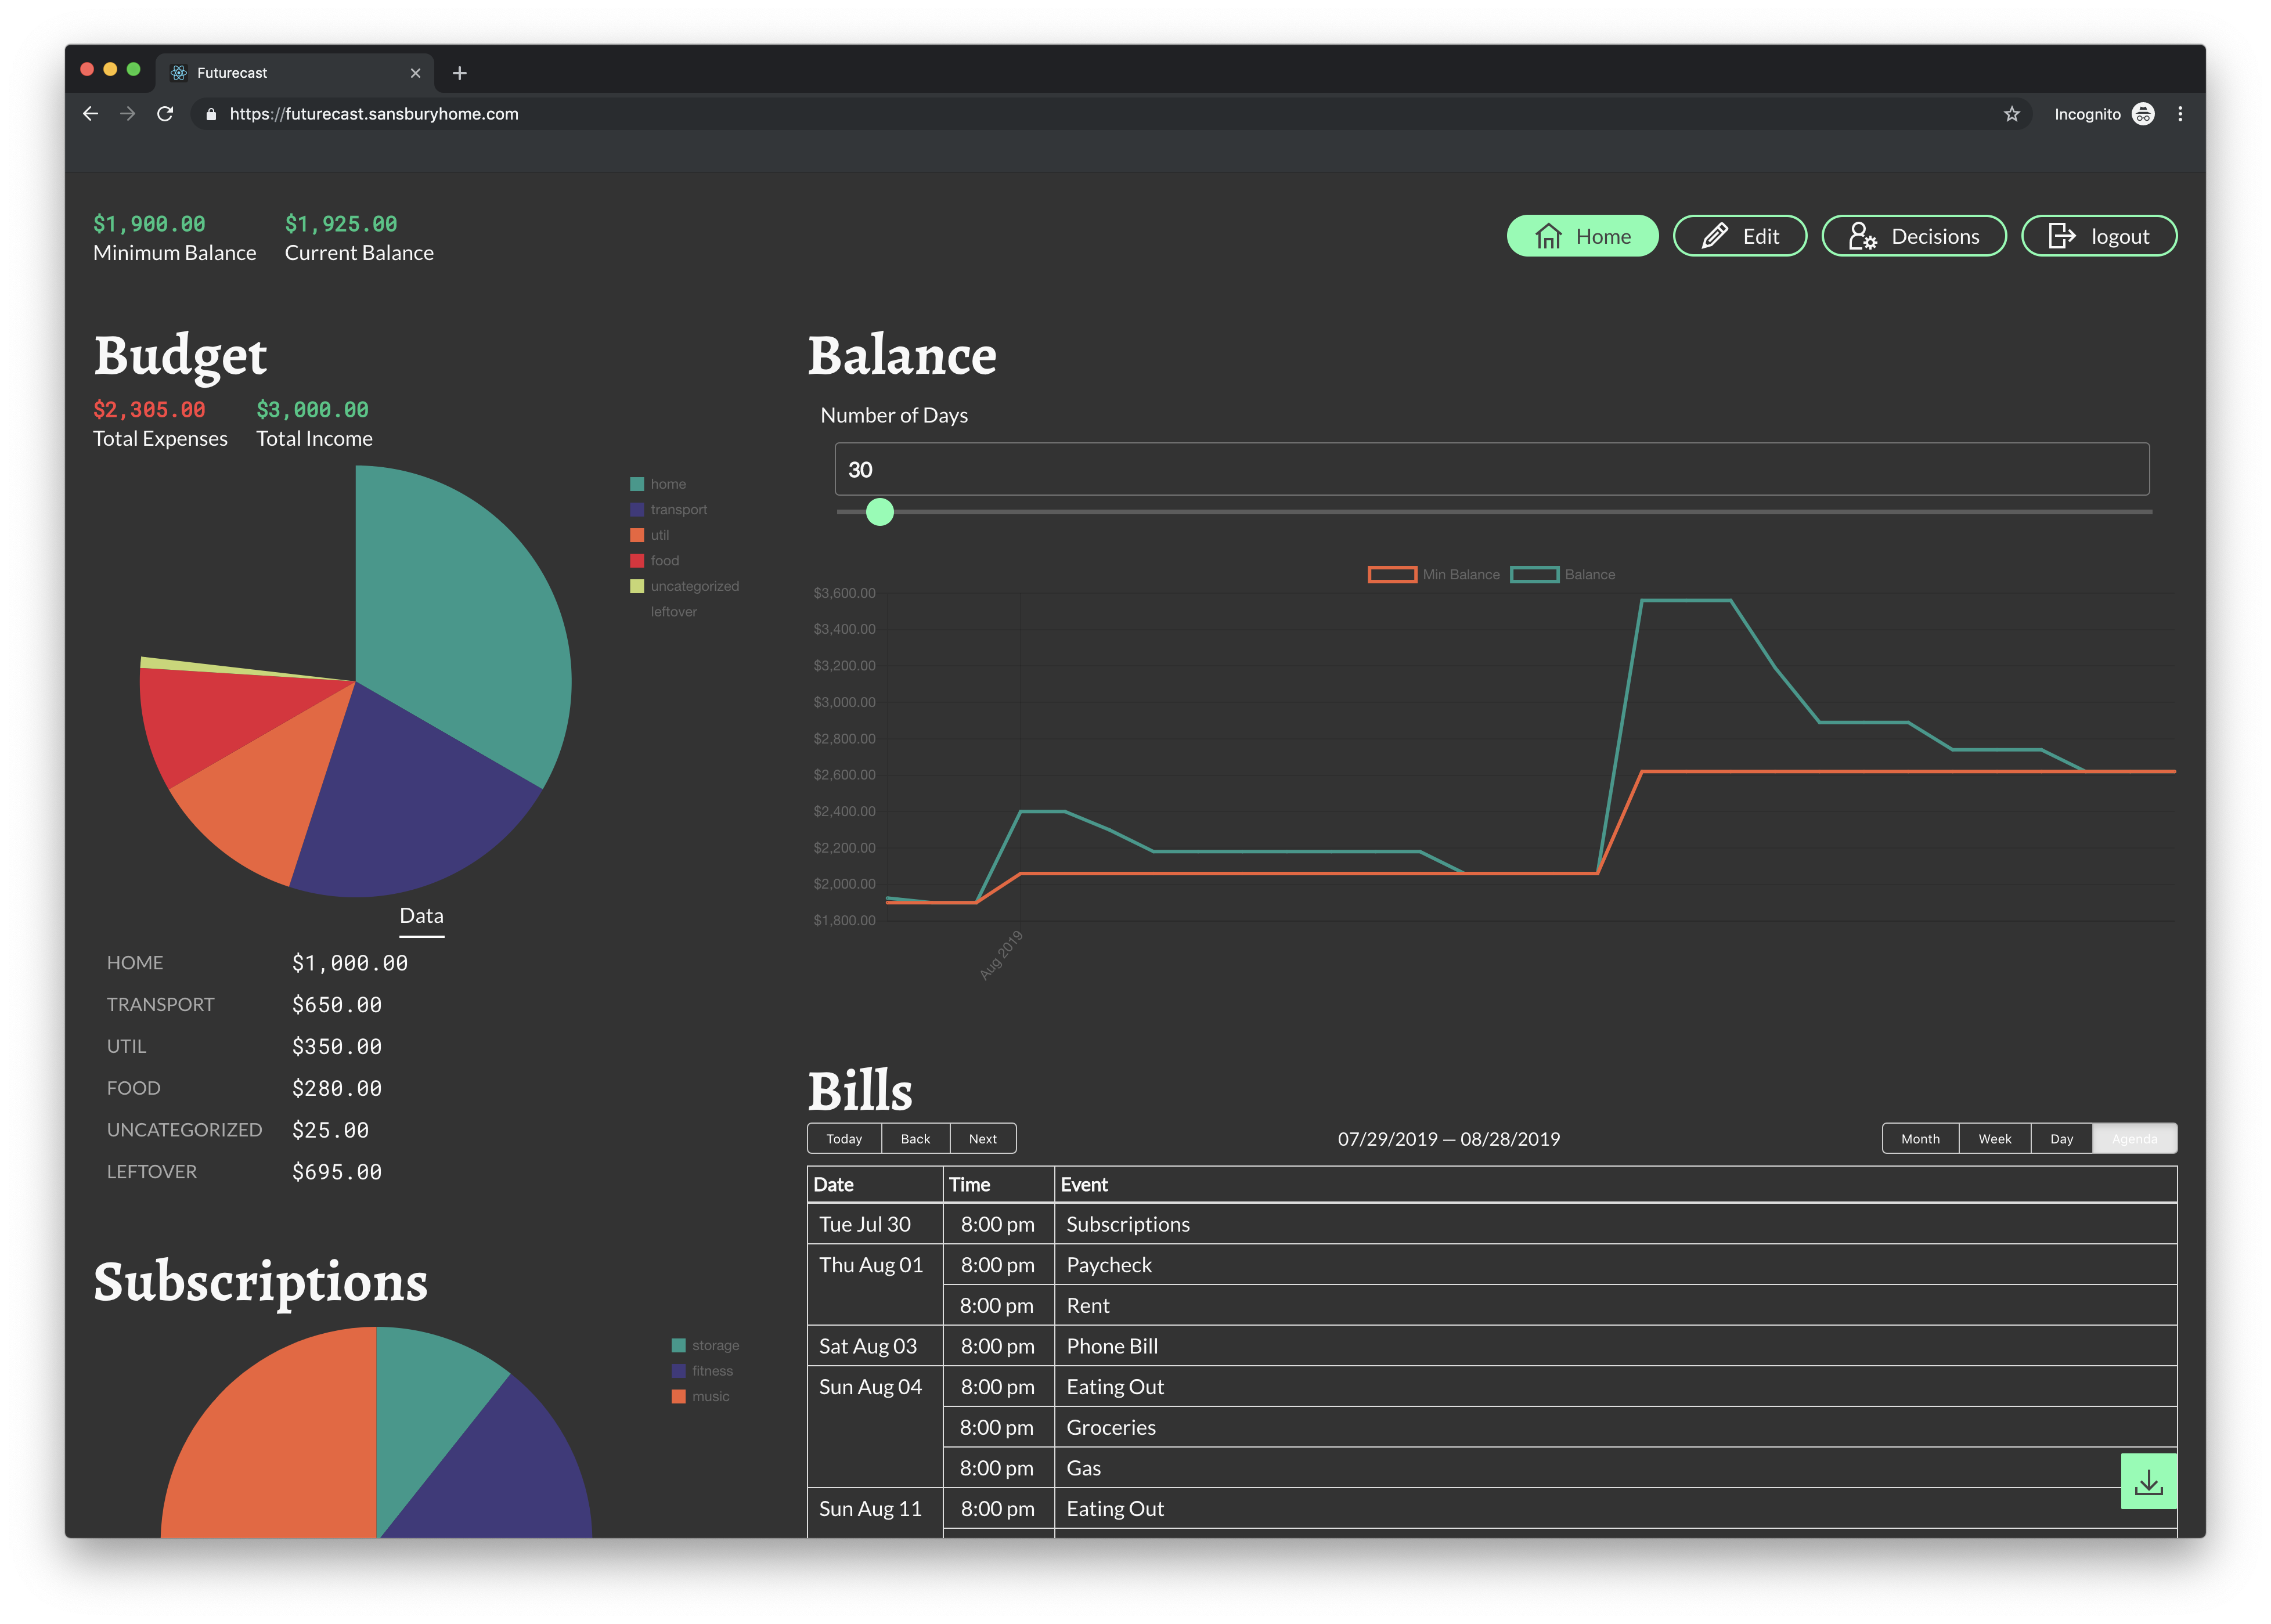 Futurecast
https://futurecast.sansburyhome.com
Incognito
$1,900.00
Minimum Balance
$1,925.00
Current Balance
Home
Edit
Decisions
logout
Budget
$2,305.00
Total Expenses
$3,000.00
Total Income
home
transport
util
food
uncategorized
leftover
Data
HOME $1,000.00
TRANSPORT $650.00
UTIL $350.00
FOOD $280.00
UNCATEGORIZED $25.00
LEFTOVER $695.00
Subscriptions
storage
fitness
music
Balance
Number of Days
30
Min Balance
Balance
$3,600.00
$3,400.00
$3,200.00
$3,000.00
$2,800.00
$2,600.00
$2,400.00
$2,200.00
$2,000.00
$1,800.00
Aug 2019
Bills
Today Back Next
07/29/2019 — 08/28/2019
Month Week Day Agenda
Date Time Event
Tue Jul 30 8:00 pm Subscriptions
Thu Aug 01 8:00 pm Paycheck
8:00 pm Rent
Sat Aug 03 8:00 pm Phone Bill
Sun Aug 04 8:00 pm Eating Out
8:00 pm Groceries
8:00 pm Gas
Sun Aug 11 8:00 pm Eating Out